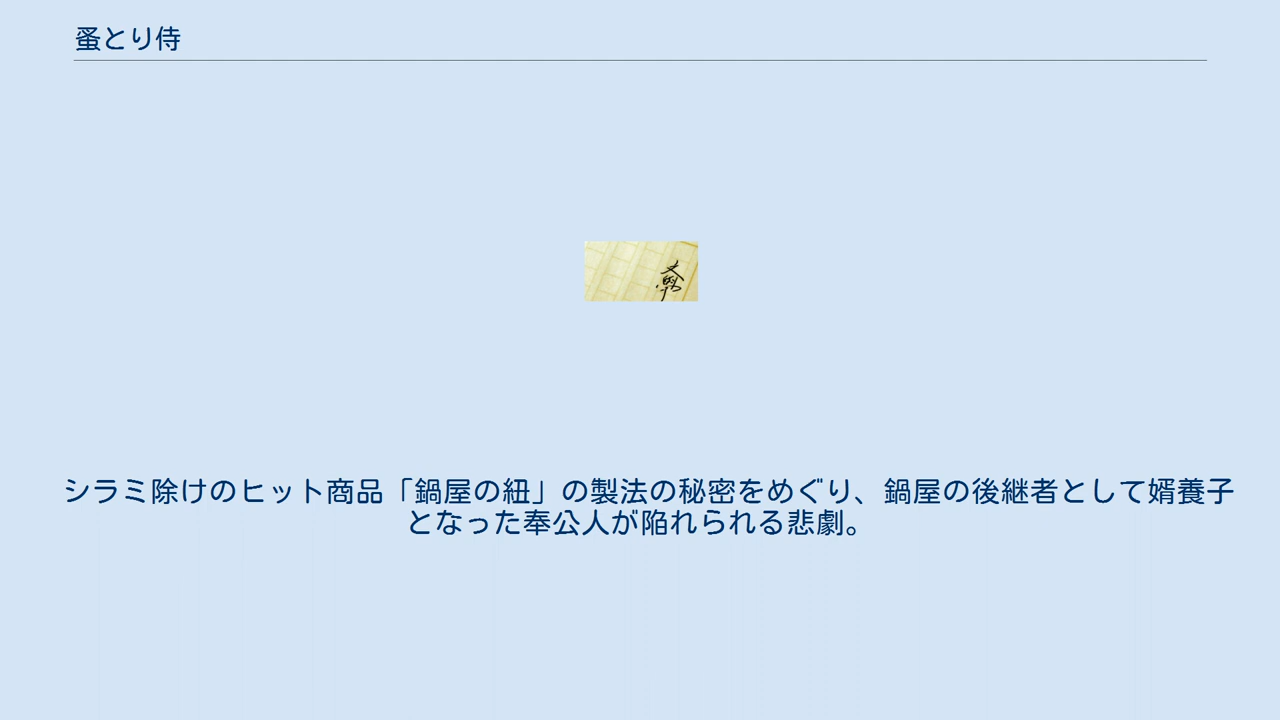 蚤とり侍
シラミ除けのヒット商品「鍋屋の紐」の製法の秘密をめぐり、鍋屋の後継者として婿養子
となった奉公人が陥れられる悲劇。